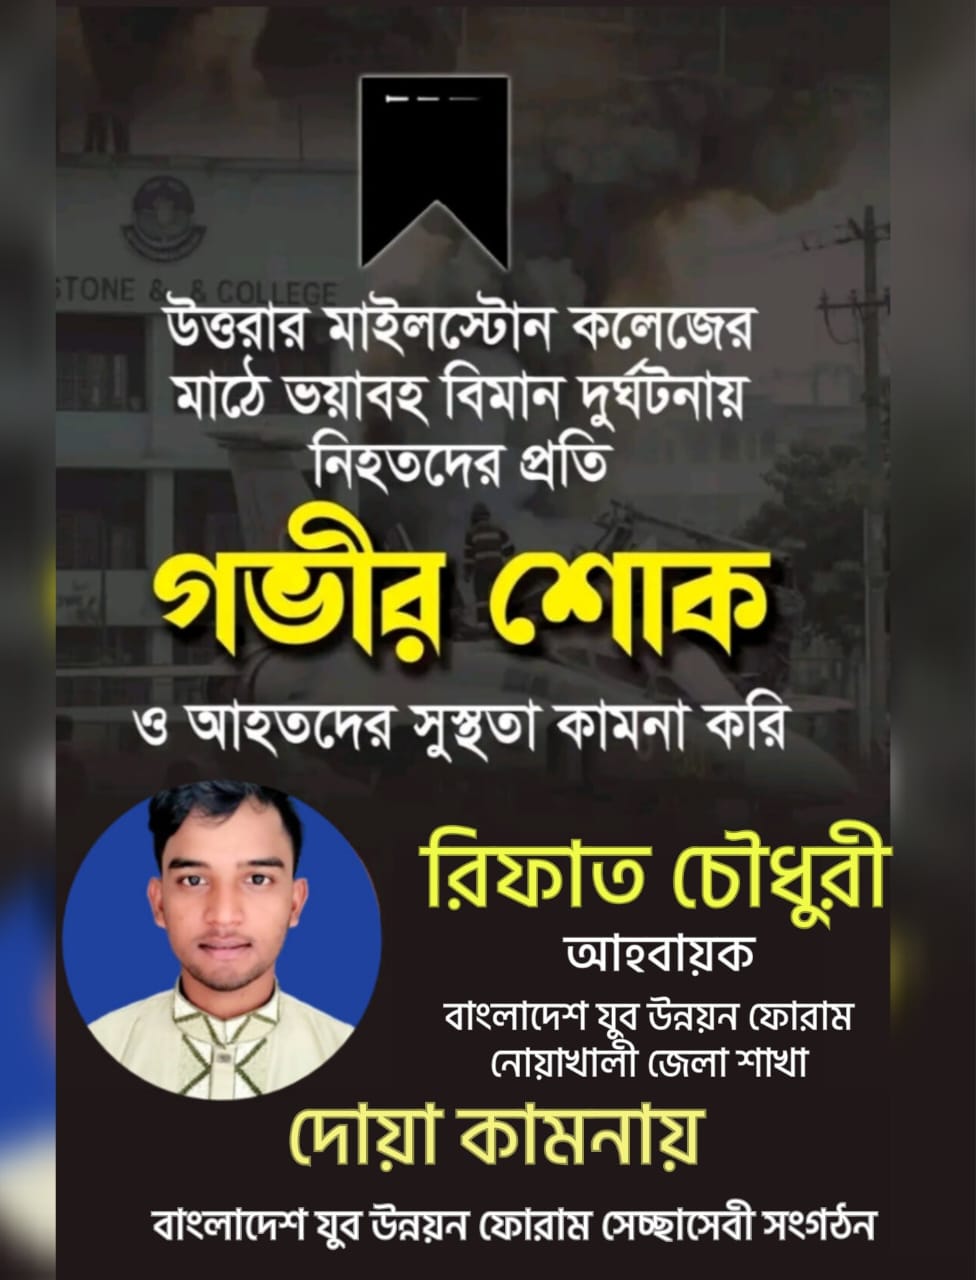 STONE & & COLLEGE
উত্তরার মাইলস্টোন কলেজের
মাঠে ভয়াবহ বিমান দুর্ঘটনায়
নিহতদের প্রতি
গভীর শোক
ও আহতদের সুস্থতা কামনা করি
রিফাত চৌধুরী
আহবায়ক
বাংলাদেশ যুব উন্নয়ন ফোরাম
নোয়াখালী জেলা শাখা
দোয়া কামনায়
বাংলাদেশ যুব উন্নয়ন ফোরাম সেচ্ছাসেবী সংগঠন